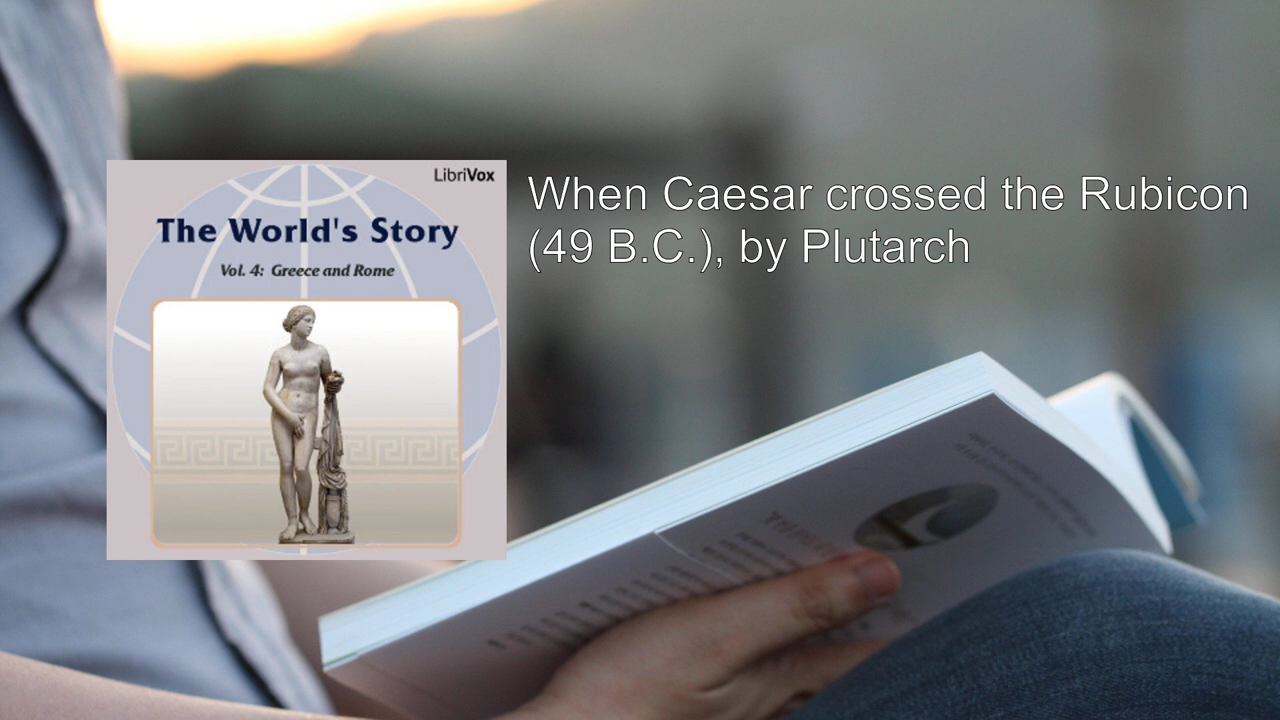 LibriVox
The World's Story
Vol. 4: Greece and Rome
When Caesar crossed the Rubicon
(49 B.C.), by Plutarch